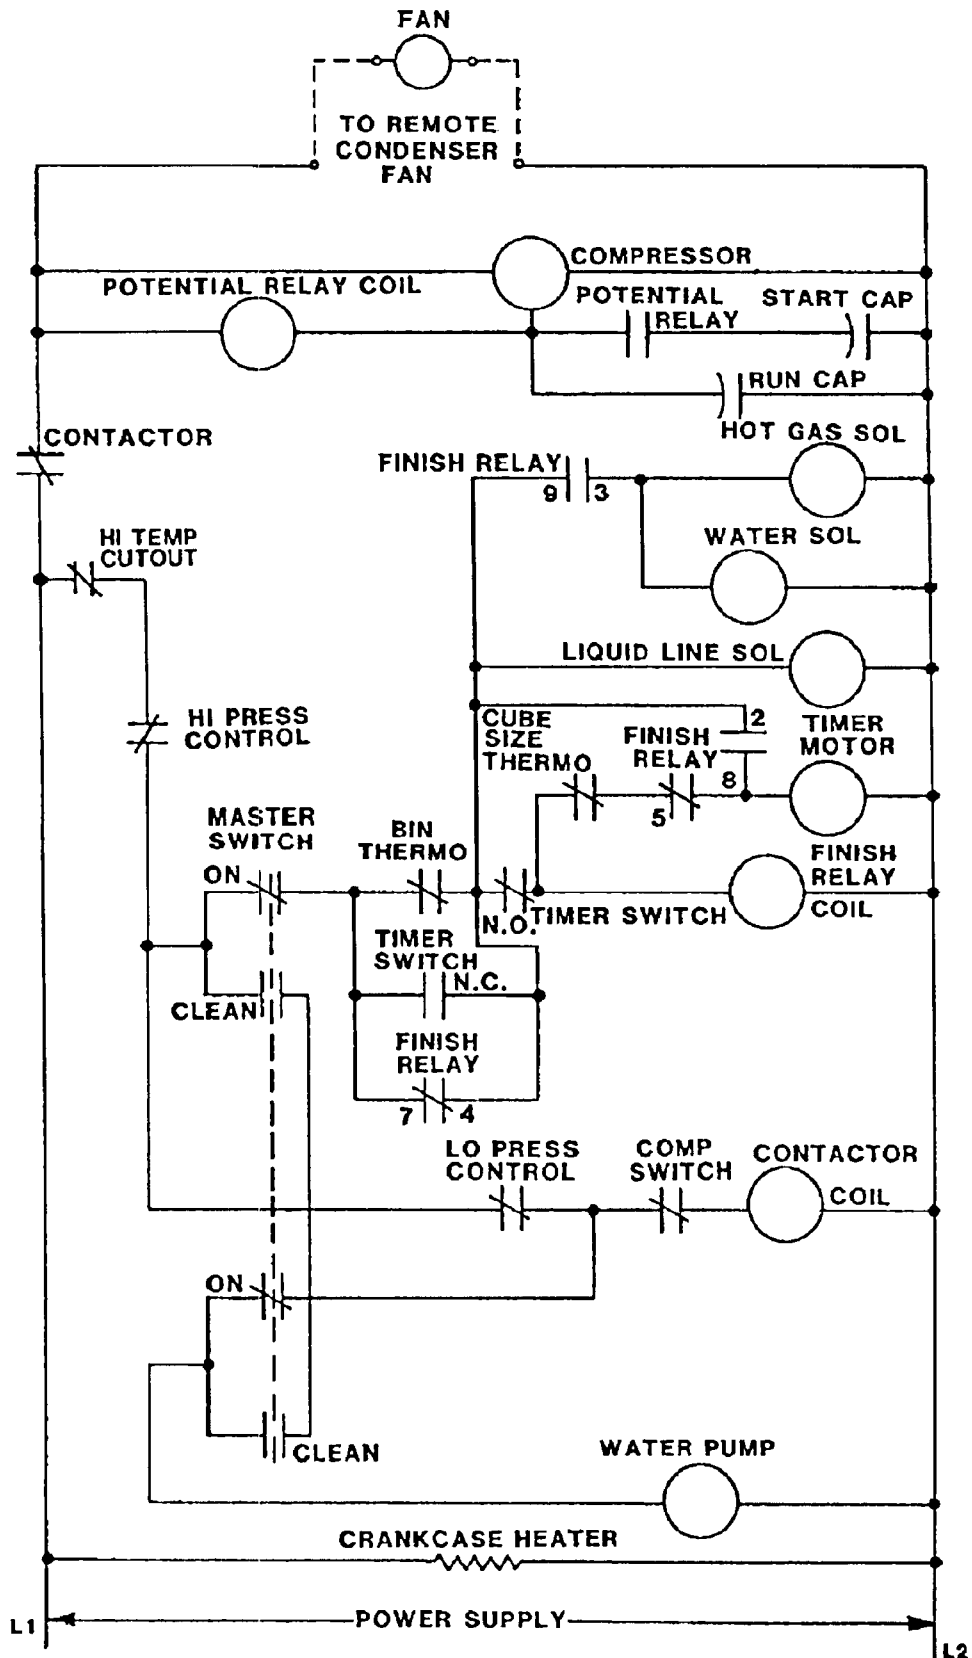 FAN
TO REMOTE
CONDENSER
FAN
COMPRESSOR
POTENTIAL RELAY COIL
POTENTIAL
RELAY
START CAP
RUN CAP
CONTACTOR
HOT GAS SOL
FINISH RELAY
9
3
HI TEMP
CUTOUT
WATER SOL
LIQUID LINE SOL
HI PRESS
CONTROL
CUBE
SIZE
THERMO
FINISH
RELAY
2
8
5
TIMER
MOTOR
MASTER
SWITCH
ON
BIN
THERMO
FINISH
RELAY
COIL
N.O.
TIMER SWITCH
TIMER
SWITCH
N.C.
CLEAN
FINISH
RELAY
7
4
LO PRESS
CONTROL
COMP
SWITCH
CONTACTOR
COIL
ON
CLEAN
WATER PUMP
CRANKCASE HEATER
L1
POWER SUPPLY
L2